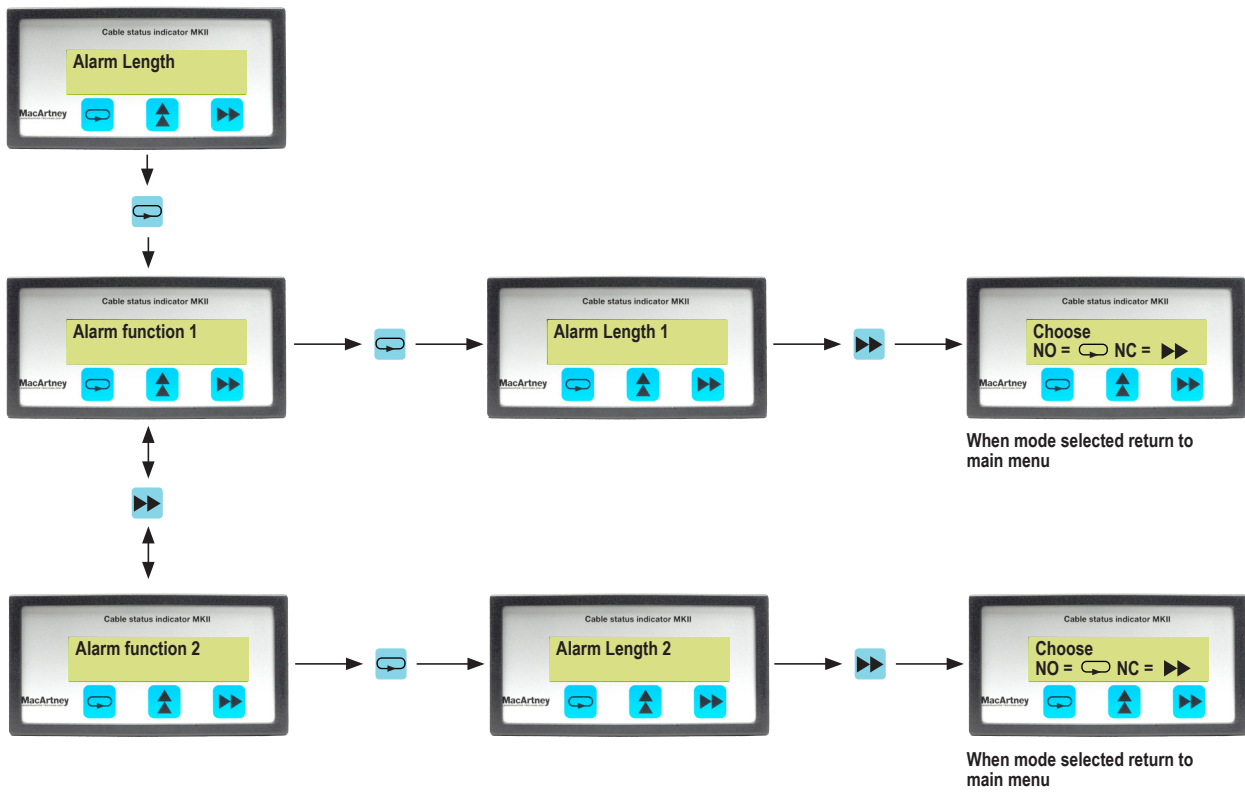 Cable status indicator MKII
Alarm Length
MacArtney
Cable status indicator MKII
Alarm function 1
MacArtney
Cable status indicator MKII
Alarm Length 1
MacArtney
Cable status indicator MKII
Choose
NO = NC =
MacArtney
When mode selected return to
main menu
Cable status indicator MKII
Alarm function 2
MacArtney
Cable status indicator MKII
Alarm Length 2
MacArtney
Cable status indicator MKII
Choose
NO = NC =
MacArtney
When mode selected return to
main menu